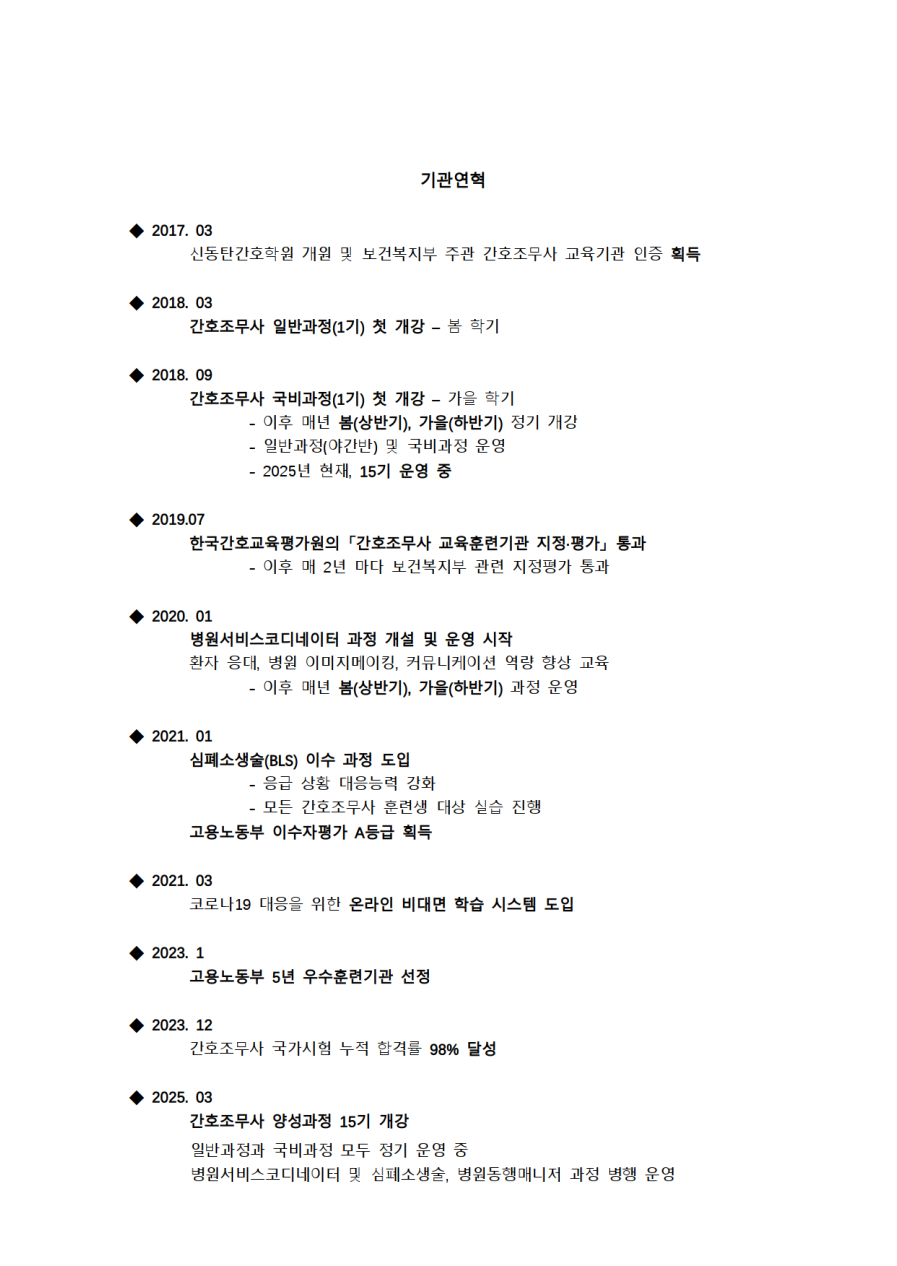 기관연혁
◆ 2017. 03
신동탄간호학원 개원 및 보건복지부 주관 간호조무사 교육기관 인증 획득
◆ 2018. 03
간호조무사 일반과정(1기) 첫 개강 – 봄 학기
◆ 2018. 09
간호조무사 국비과정(1기) 첫 개강 – 가을 학기
- 이후 매년 봄(상반기), 가을(하반기) 정기 개강
- 일반과정(야간반) 및 국비과정 운영
- 2025년 현재, 15기 운영 중
◆ 2019.07
한국간호교육평가원의 「간호조무사 교육훈련기관 지정·평가」 통과
- 이후 매 2년 마다 보건복지부 관련 지정평가 통과
◆ 2020. 01
병원서비스코디네이터 과정 개설 및 운영 시작
환자 응대, 병원 이미지메이킹, 커뮤니케이션 역량 향상 교육
- 이후 매년 봄(상반기), 가을(하반기) 과정 운영
◆ 2021. 01
심폐소생술(BLS) 이수 과정 도입
- 응급 상황 대응능력 강화
- 모든 간호조무사 훈련생 대상 실습 진행
고용노동부 이수자평가 A등급 획득
◆ 2021. 03
코로나19 대응을 위한 온라인 비대면 학습 시스템 도입
◆ 2023. 1
고용노동부 5년 우수훈련기관 선정
◆ 2023. 12
간호조무사 국가시험 누적 합격률 98% 달성
◆ 2025. 03
간호조무사 양성과정 15기 개강
일반과정과 국비과정 모두 정기 운영 중
병원서비스코디네이터 및 심폐소생술, 병원동행매니저 과정 병행 운영